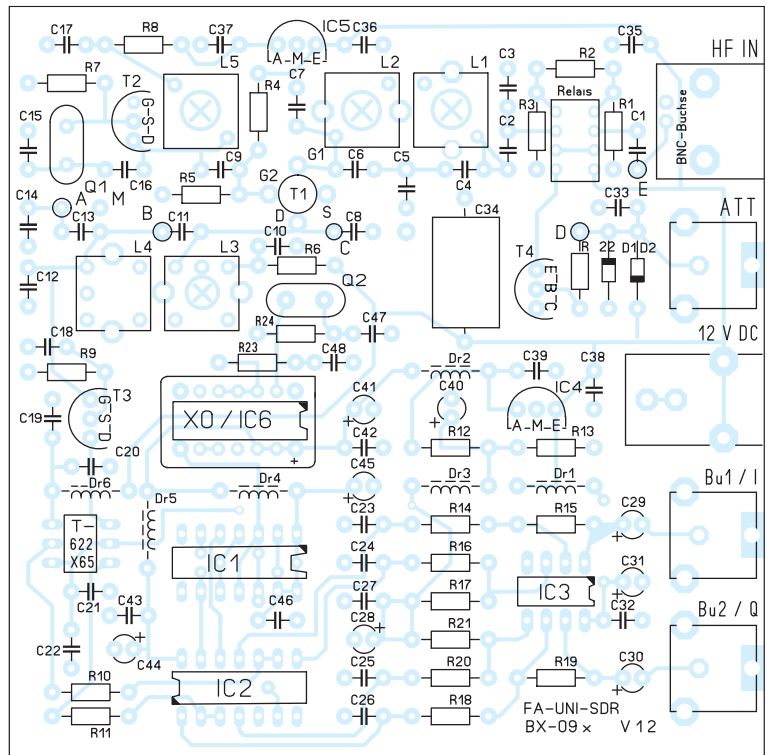 C17
R8
C37
IC5
C36
C35
HF IN
A-M-E
L5
L2
L1
C3
R2
R7
T2
C7
Relais
R4
C15
G-S-D
R3
R1
C2
C1
BNC-Buchse
G1
C6
C5
C4
C9
Q1
M
C16
R5
G2
T1
E
C14
A
B
D
S
C34
C33
ATT
C13
C11
C8
C
C10
D
L4
L3
R6
T4
1R
22
D1
D2
C12
Q2
E-B-C
R24
C47
12 V DC
C18
R9
R23
C48
Dr2
C39
C38
T3
C41
C40
IC4
C19
G-S-D
XO/IC6
+
+
A-M-E
R12
R13
C42
+
C20
C45
Dr6
Dr4
+
Dr3
Dr1
Bu1 / I
Dr5
C23
C29
T-
622
X65
R14
R15
+
IC1
C24
R16
C31
C21
C27
R17
IC3
+
C43
C46
C28
C32
Bu2 / Q
C22
+
+
R21
C44
C25
R20
R19
C30
R10
IC2
+
R11
C26
R18
FA-UNI-SDR
BX-09x V12